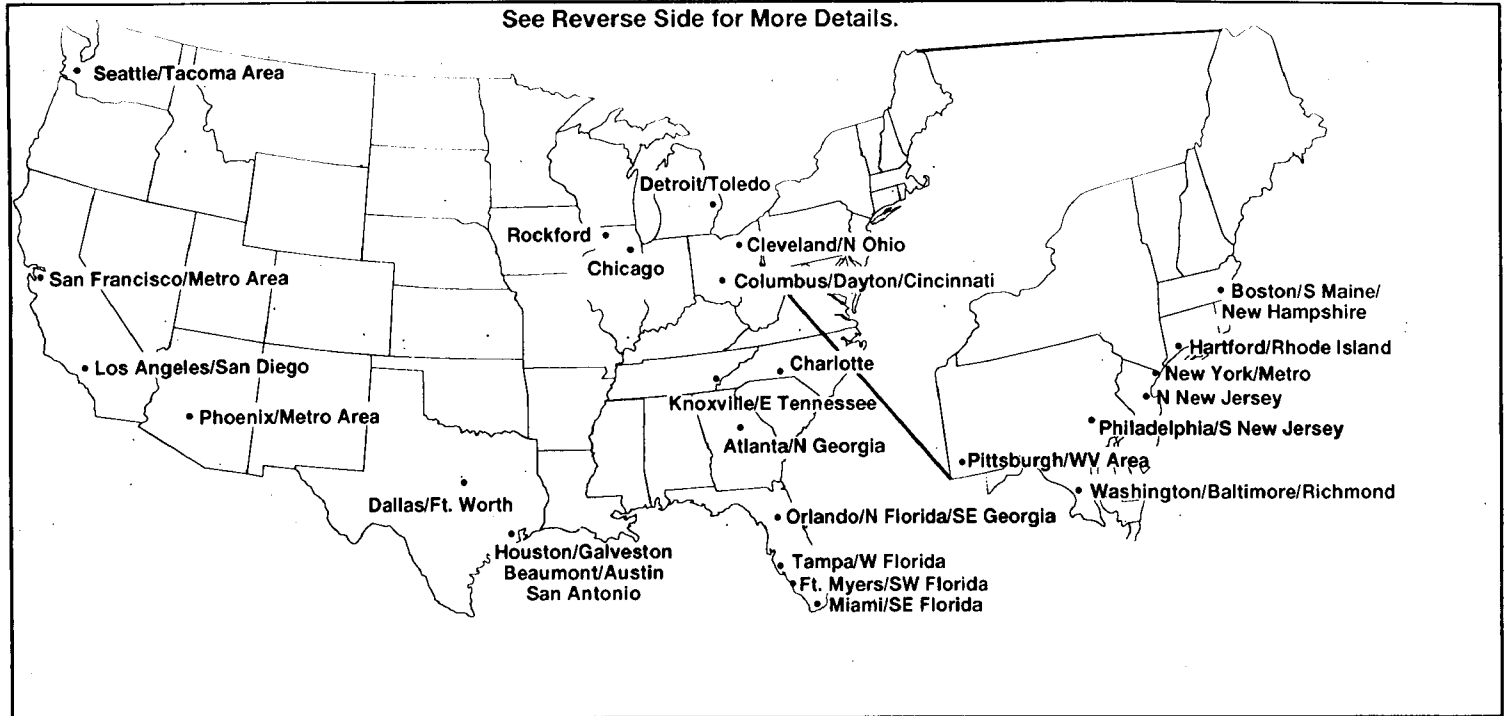 See Reverse Side for More Details.
Seattle/Tacoma Area
Detroit/Toledo
Rockford
Cleveland/N Ohio
Chicago
San Francisco/Metro Area
Columbus/Dayton/Cincinnati
Boston/S Maine/
New Hampshire
Hartford/Rhode Island
Los Angeles/San Diego
Charlotte
New York/Metro
N New Jersey
Knoxville/E Tennessee
Phoenix/Metro Area
Philadelphia/S New Jersey
Atlanta/N Georgia
Pittsburgh/WV Area
Washington/Baltimore/Richmond
Dallas/Ft. Worth
Orlando/N Florida/SE Georgia
Houston/Galveston
Beaumont/Austin
San Antonio
Tampa/W Florida
Ft. Myers/SW Florida
Miami/SE Florida